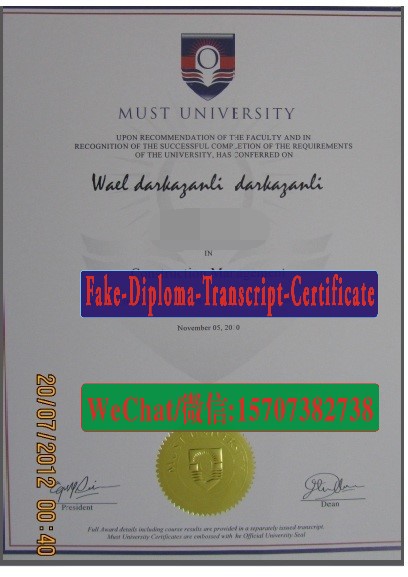 MUST UNIVERSITY
UPON RECOMMENDATION OF THE FACULTY AND IN
RECOGNITION OF THE SUCCESSFUL COMPLETION OF THE REQUIREMENTS
OF THE UNIVERSITY, HAS CONFERRED ON
Wael darkazanli darkazanli
IN
Fake-Diploma-Transcript-Certificate
November 05, 2010
WeChat/微信:15707382738
MUST UNIVERSITY
20/07/2012 00:40
President
Dean
Full Award details including course results are provided in a separately issued transcript
Must University Certificates are embossed with the Official University Seal